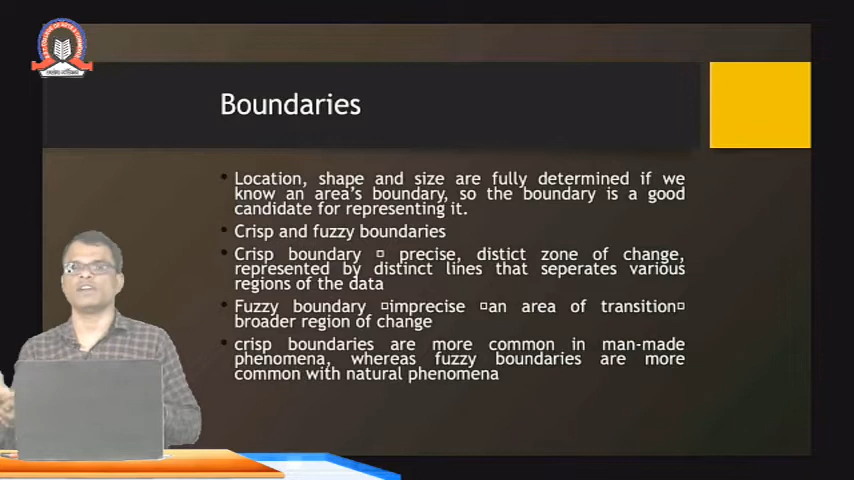 Boundaries
• Location, shape and size are fully determined if we
know an area's boundary, so the boundary is a good
candidate for representing it.
• Crisp and fuzzy boundaries
• Crisp boundary □ precise, distict zone of change,
represented by distinct lines that seperates various
regions of the data
• Fuzzy boundary □imprecise □an area of transition□
broader region of change
• crisp boundaries are more common in man-made
phenomena, whereas fuzzy boundaries are more
common with natural phenomena